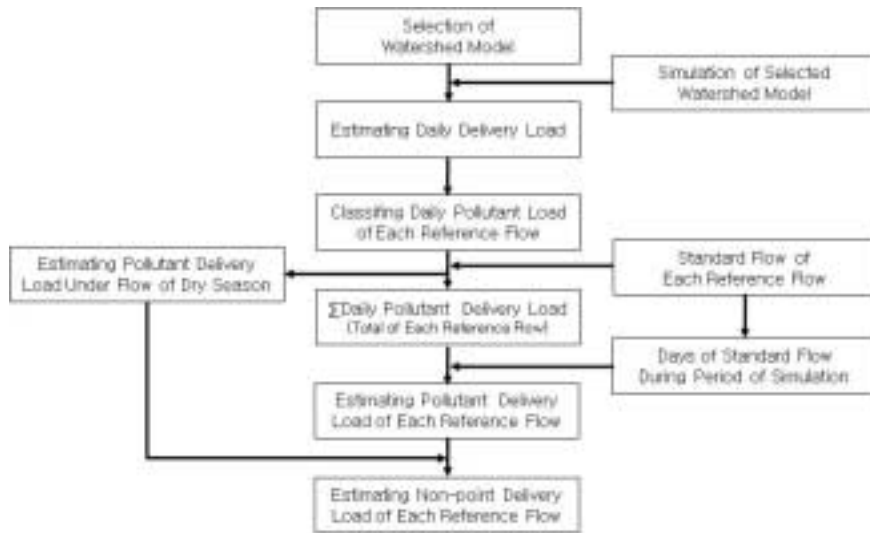 Selection of
Watershed Model
Simulation of Selected
Watershed Model
Estimating Daily Delivery Load
Classifing Daily Pollutant Load
of Each Reference Flow
Estimating Pollutant Delivery
Load Under Flow of Dry Season
Standard Flow of
Each Reference Flow
∑Daily Pollutant Delivery Load
(Total of Each Reference Flow)
Days of Standard Flow
During Period of Simulation
Estimating Pollutant Delivery
Load of Each Reference Flow
Estimating Non-point Delivery
Load of Each Reference Flow